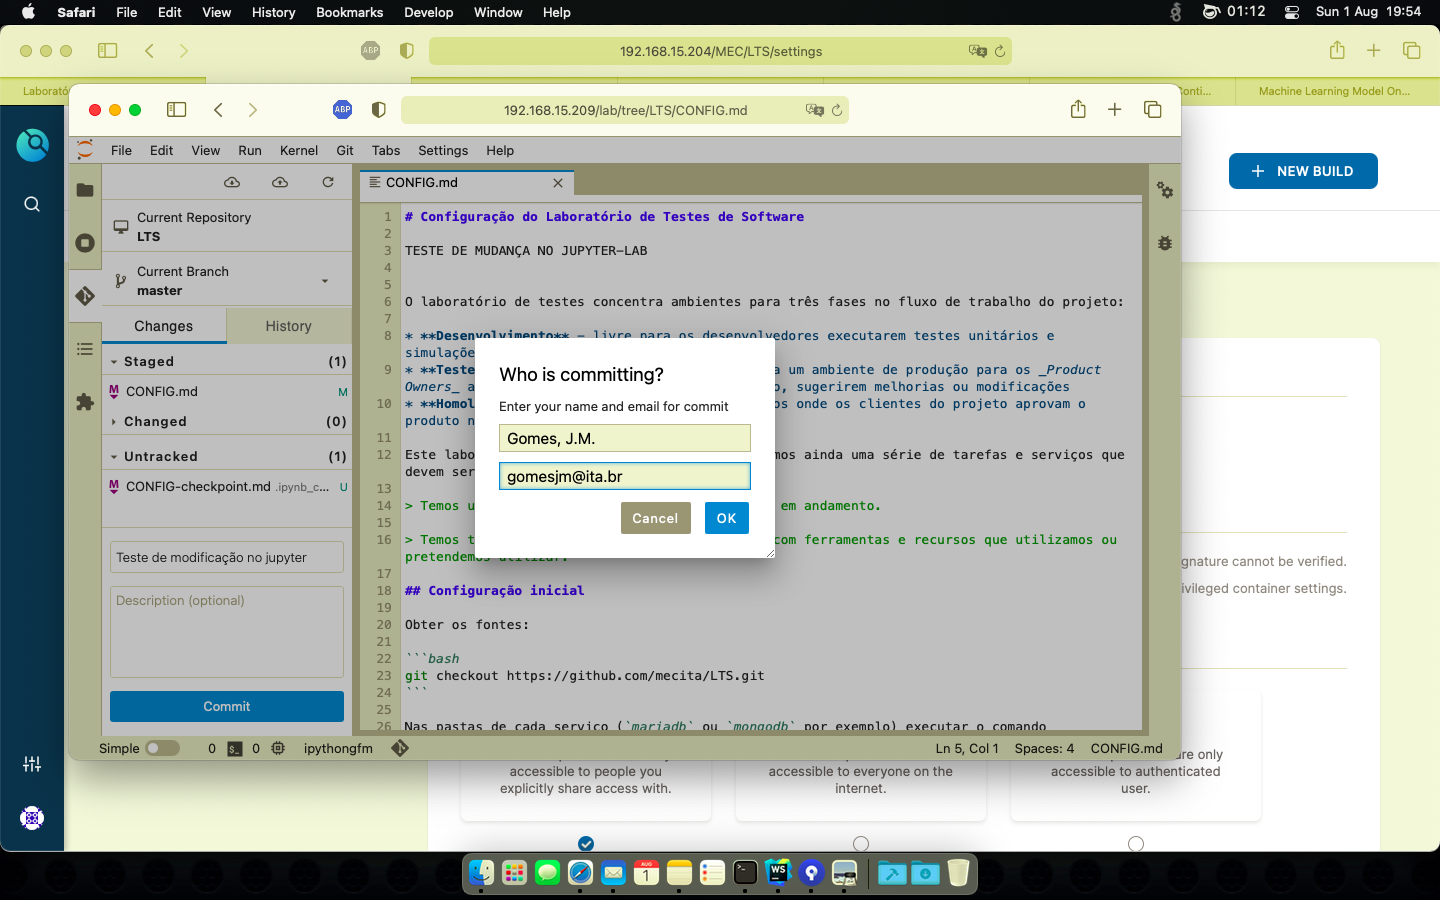 Safari File Edit View History Bookmarks Develop Window Help 01:12 Sun 1 Aug 19:54
ABP 192.168.15.204/MEC/LTS/settings
Machine Learning Model On...
ABP 192.168.15.209/lab/tree/LTS/CONFIG.md
File Edit View Run Kernel Git Tabs Settings Help
NEW BUILD
Current Repository
LTS
Current Branch
master
Changes History
Staged (1)
CONFIG.md M
Changed (0)
Untracked (1)
CONFIG-checkpoint.md .ipynb_c... U
Teste de modificação no jupyter
Description (optional)
Commit
CONFIG.md
1 # Configuração do Laboratório de Testes de Software
2
3 TESTE DE MUDANÇA NO JUPYTER-LAB
4
5
6 O laboratório de testes concentra ambientes para três fases no fluxo de trabalho do projeto:
7
8 * **Desenvolvimento** – livre para os desenvolvedores executarem testes unitários e
simulaçõe
9 * **Teste a um ambiente de produção para os _Product
Owners_ a o, sugerirem melhorias ou modificações
10 * **Homol os onde os clientes do projeto aprovam o
produto n
11
12 Este labo mos ainda uma série de tarefas e serviços que
devem ser
13
14 > Temos u em andamento.
15
16 > Temos t com ferramentas e recursos que utilizamos ou
pretendemos utilizar.
17
18 ## Configuração inicial
19
20 Obter os fontes:
21
22 ```bash
23 git checkout https://github.com/mecita/LTS.git
24 ```
25
26 Nas pastas de cada serviço (`mariadb` ou `mongodb` por exemplo) executar o comando
Who is committing?
Enter your name and email for commit
Gomes, J.M.
gomesjm@ita.br
Cancel OK
gnature cannot be verified.
ivileged container settings.
Simple 0 $_ 0 ipythongfm Ln 5, Col 1 Spaces: 4 CONFIG.md
accessible to people you
explicitly share access with.
accessible to everyone on the
internet.
are only
accessible to authenticated
user.
AUG
1
WS